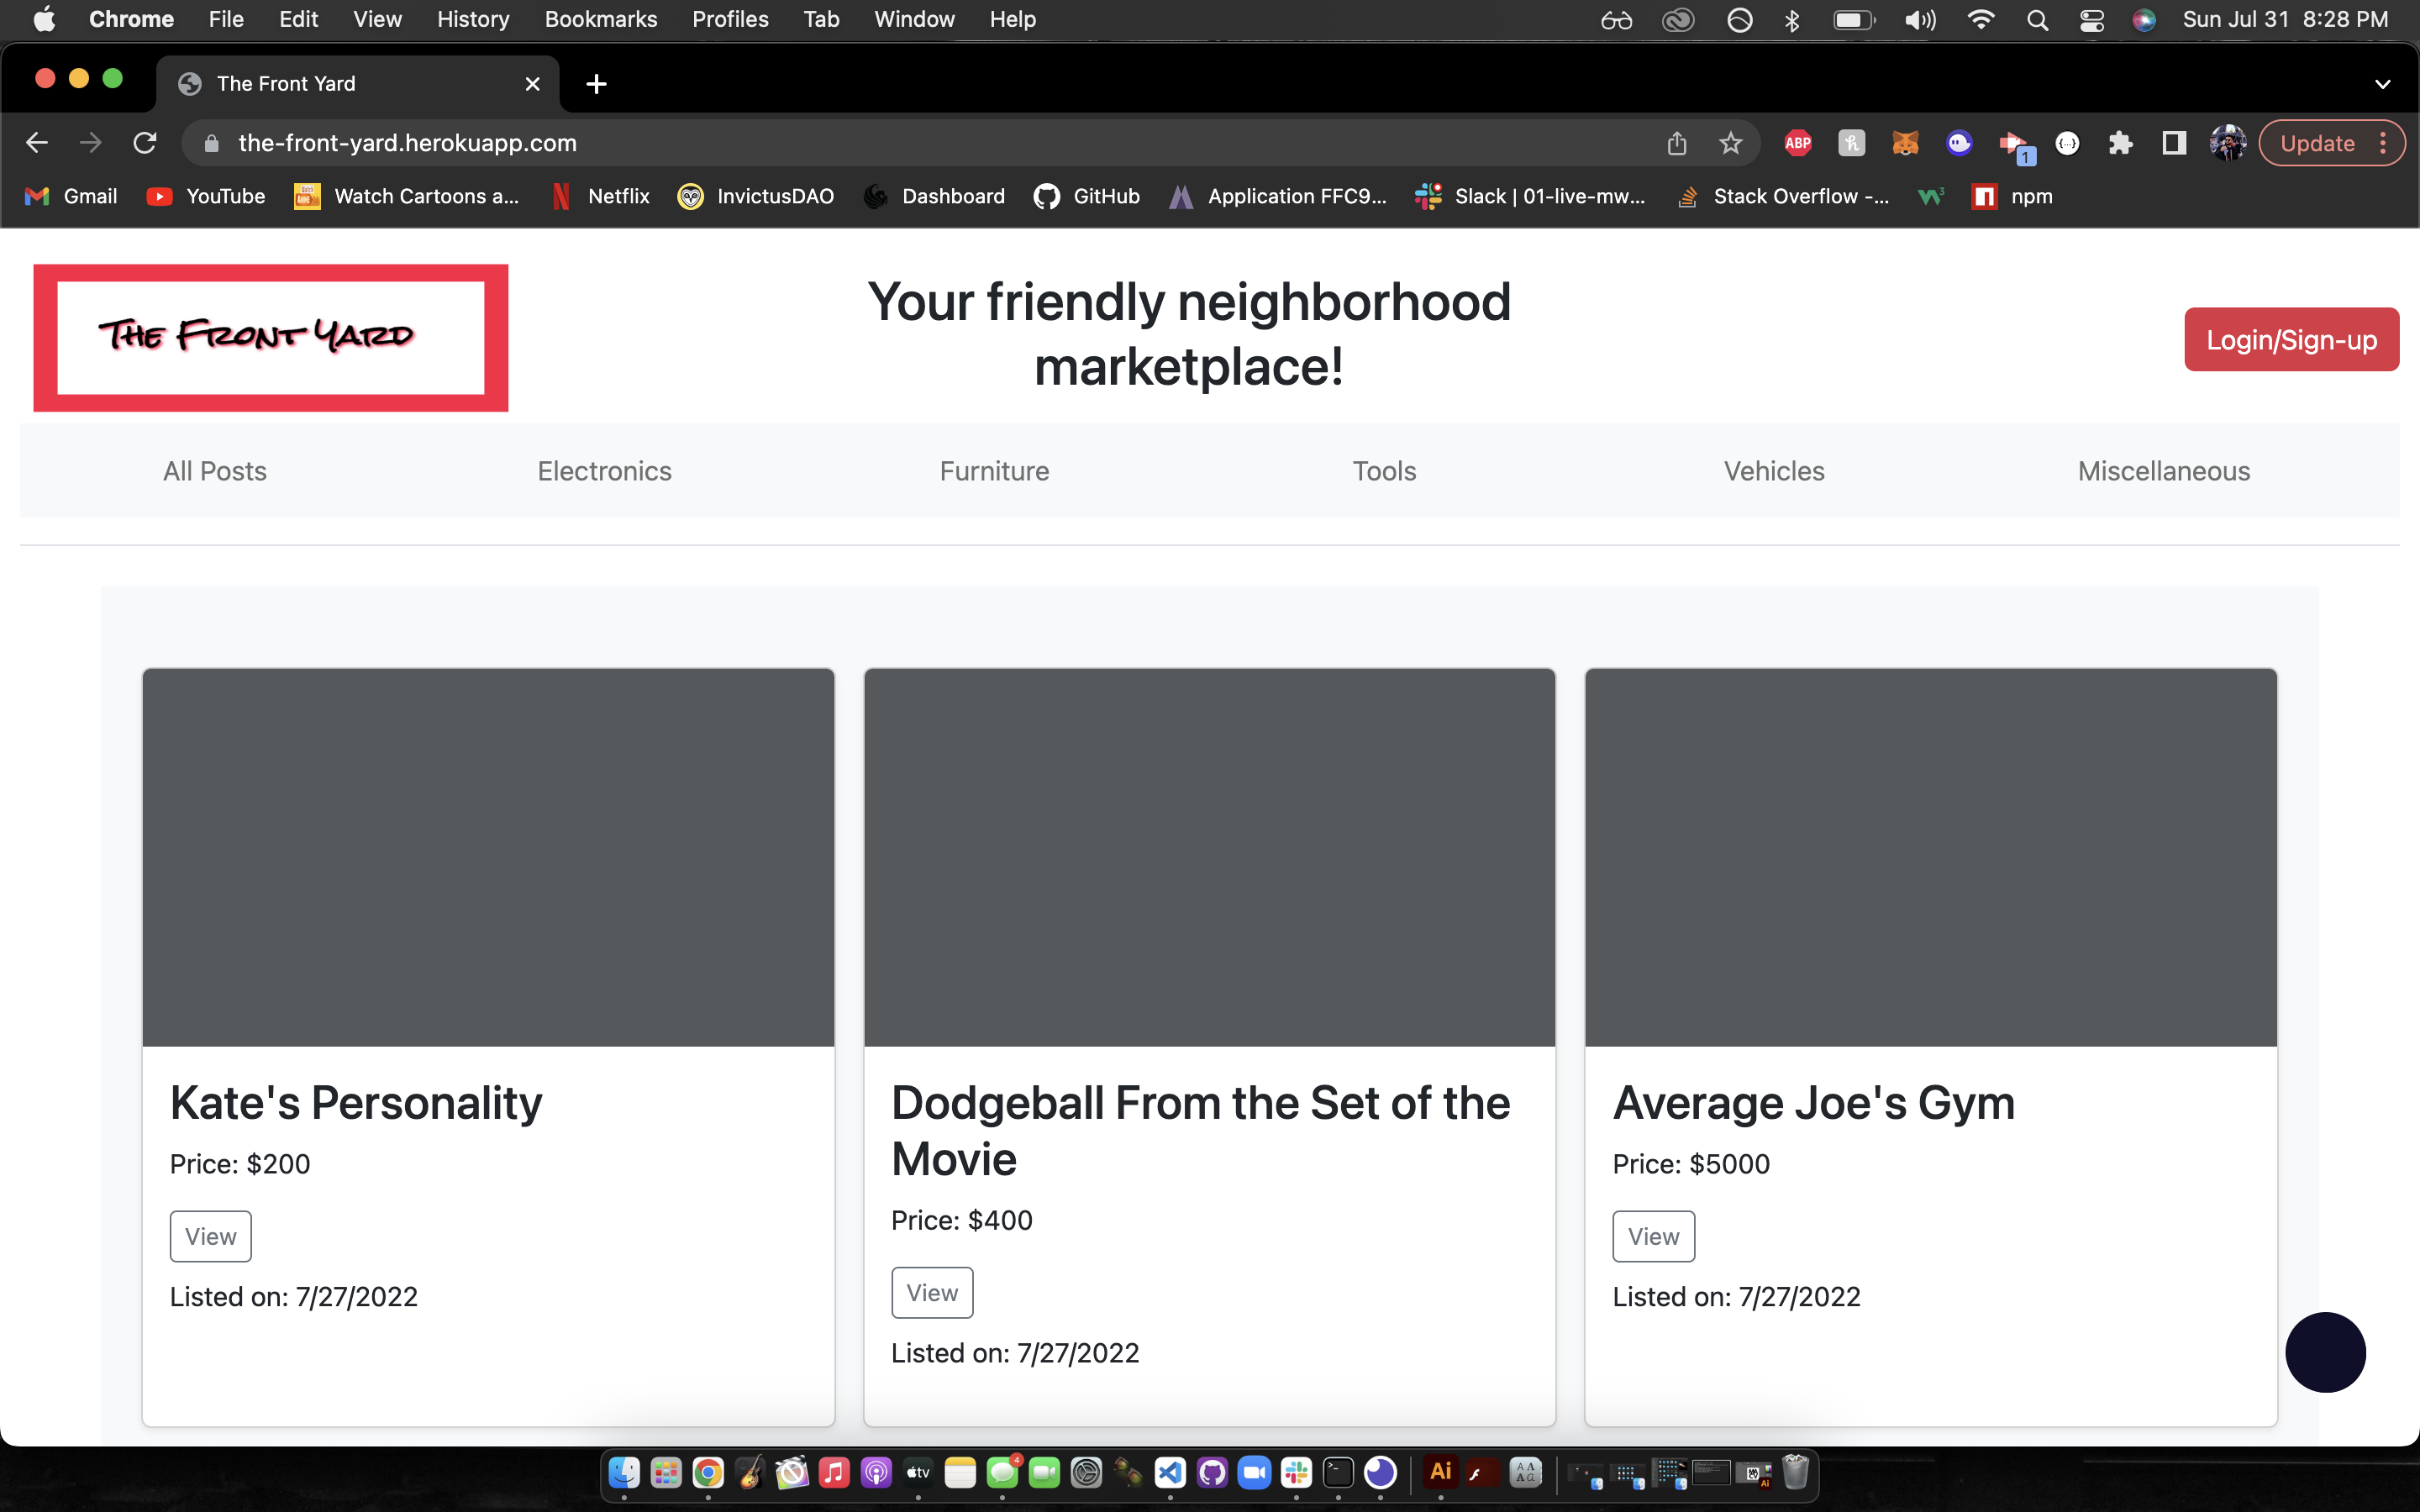 Chrome File Edit View History Bookmarks Profiles Tab Window Help Sun Jul 31 8:28 PM
The Front Yard
the-front-yard.herokuapp.com ABP 1 Update
Gmail YouTube Watch Cartoons a... Netflix InvictusDAO Dashboard GitHub Application FFC9... Slack | 01-live-mw... Stack Overflow -... npm
The Front Yard
Your friendly neighborhood
marketplace!
Login/Sign-up
All Posts Electronics Furniture Tools Vehicles Miscellaneous
Kate's Personality
Price: $200
View
Listed on: 7/27/2022
Dodgeball From the Set of the
Movie
Price: $400
View
Listed on: 7/27/2022
Average Joe's Gym
Price: $5000
View
Listed on: 7/27/2022
tv 4 Ai